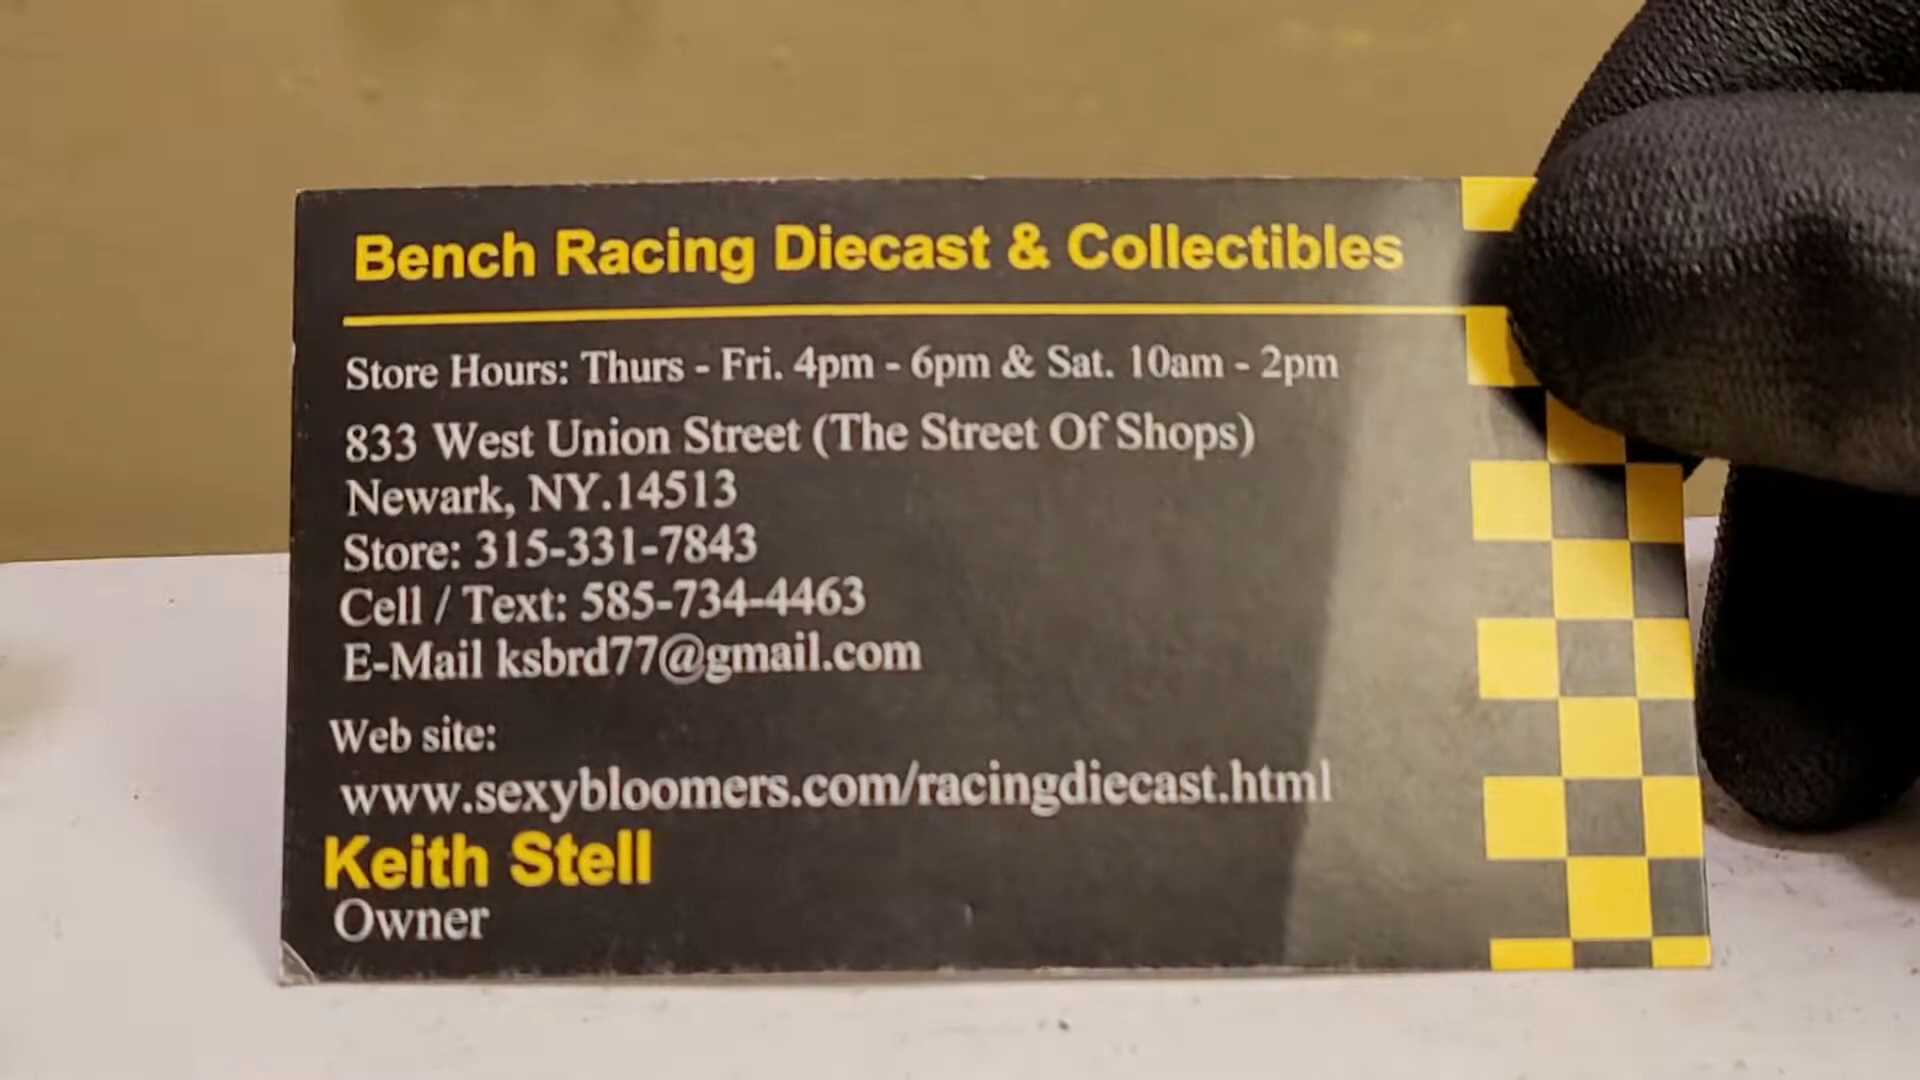 Bench Racing Diecast & Collectibles
Store Hours: Thurs - Fri. 4pm - 6pm & Sat. 10am - 2pm
833 West Union Street (The Street Of Shops)
Newark, NY.14513
Store: 315-331-7843
Cell / Text: 585-734-4463
E-Mail ksbrd77@gmail.com
Web site:
www.sexybloomers.com/racingdiecast.html
Keith Stell
Owner